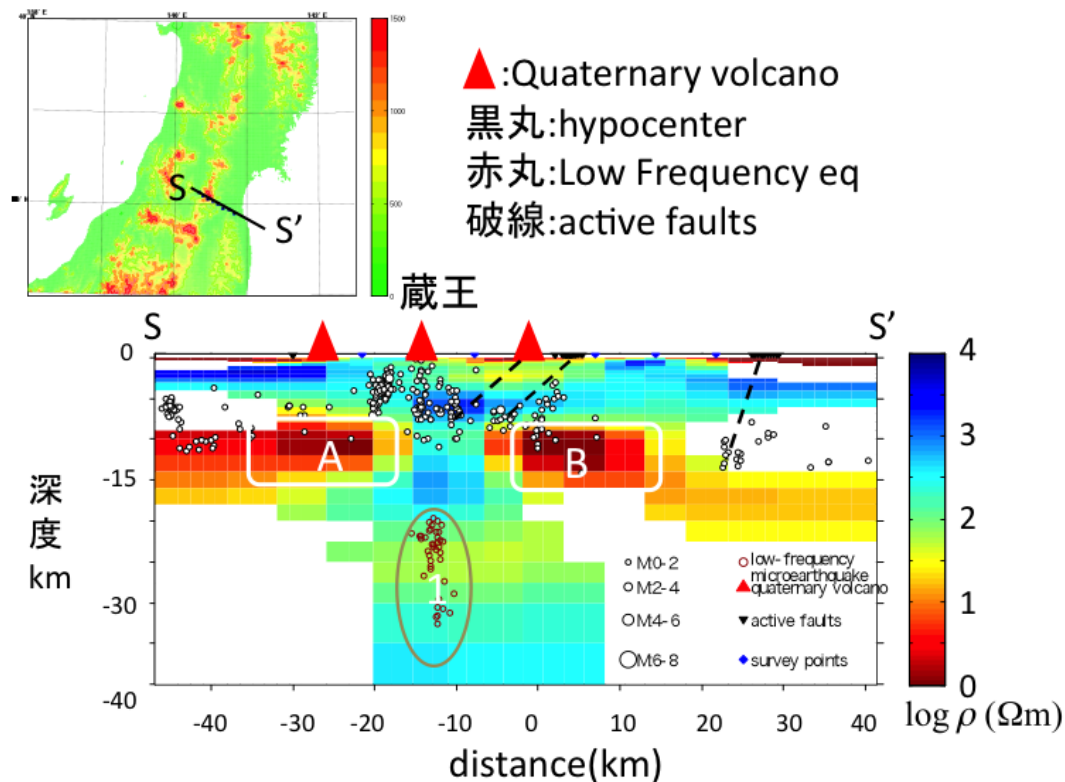 140°
142°
1500
1000
500
0
S
S'
▲:Quaternary volcano
黒丸:hypocenter
赤丸:Low Frequency eq
破線:active faults
蔵王
S
S'
0
-15
-30
-40
深度
km
A
B
1
M0-2
M2-4
M4-6
M6-8
low-frequency
microearthquake
quaternary volcano
active faults
survey points
-40
-30
-20
-10
0
10
20
30
40
distance(km)
4
3
2
1
0
log ρ (Ωm)